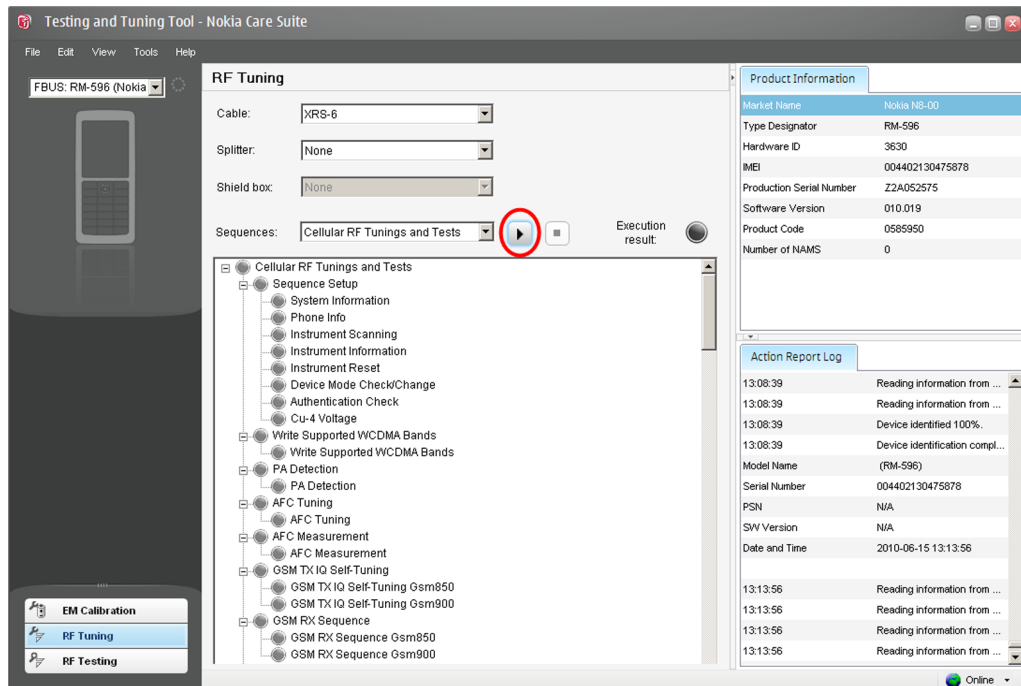 Testing and Tuning Tool - Nokia Care Suite
File Edit View Tools Help
FBUS: RM-596 (Nokia
RF Tuning
Cable: XRS-6
Splitter: None
Shield box: None
Sequences: Cellular RF Tunings and Tests
Execution
result:
Cellular RF Tunings and Tests
Sequence Setup
System Information
Phone Info
Instrument Scanning
Instrument Information
Instrument Reset
Device Mode Check/Change
Authentication Check
Cu-4 Voltage
Write Supported WCDMA Bands
Write Supported WCDMA Bands
PA Detection
PA Detection
AFC Tuning
AFC Tuning
AFC Measurement
AFC Measurement
GSM TX IQ Self-Tuning
GSM TX IQ Self-Tuning Gsm850
GSM TX IQ Self-Tuning Gsm900
GSM RX Sequence
GSM RX Sequence Gsm850
GSM RX Sequence Gsm900
EM Calibration
RF Tuning
RF Testing
Product Information
Market Name Nokia N8-00
Type Designator RM-596
Hardware ID 3630
IMEI 004402130475878
Production Serial Number Z2A052575
Software Version 010.019
Product Code 0585950
Number of NAMS 0
Action Report Log
13:08:39 Reading information from ...
13:08:39 Reading information from ...
13:08:39 Device identified 100%.
13:08:39 Device identification compl...
Model Name (RM-596)
Serial Number 004402130475878
PSN N/A
SW Version N/A
Date and Time 2010-06-15 13:13:56
13:13:56 Reading information from ...
13:13:56 Reading information from ...
13:13:56 Reading information from ...
13:13:56 Reading information from ...
Online